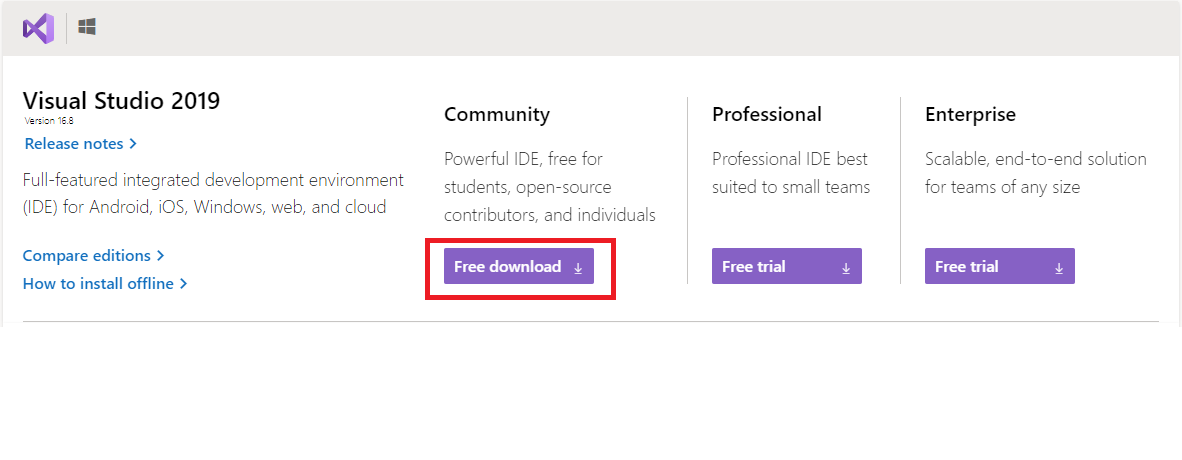 Visual Studio 2019
Version 16.8
Release notes
Full-featured integrated development environment
(IDE) for Android, iOS, Windows, web, and cloud
Compare editions
How to install offline
Community
Powerful IDE, free for
students, open-source
contributors, and individuals
Free download
Professional
Professional IDE best
suited to small teams
Free trial
Enterprise
Scalable, end-to-end solution
for teams of any size
Free trial